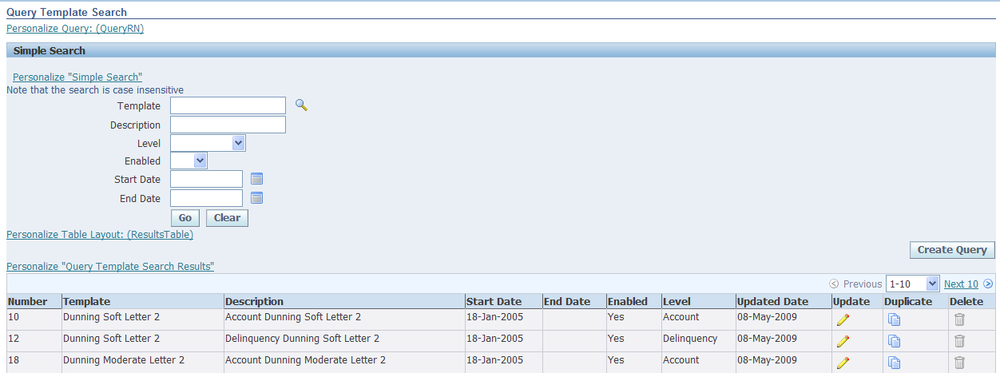 Query Template Search
Personalize Query: (QueryRN)
Simple Search
Personalize "Simple Search"
Note that the search is case insensitive
Template
Description
Level
Enabled
Start Date
End Date
Go Clear
Personalize Table Layout: (ResultsTable)
Create Query
Personalize "Query Template Search Results"
Previous 1-10 Next 10
Number Template Description Start Date End Date Enabled Level Updated Date Update Duplicate Delete
10 Dunning Soft Letter 2 Account Dunning Soft Letter 2 18-Jan-2005 Yes Account 08-May-2009
12 Dunning Soft Letter 2 Delinquency Dunning Soft Letter 2 18-Jan-2005 Yes Delinquency 08-May-2009
18 Dunning Moderate Letter 2 Account Dunning Moderate Letter 2 18-Jan-2005 Yes Account 08-May-2009